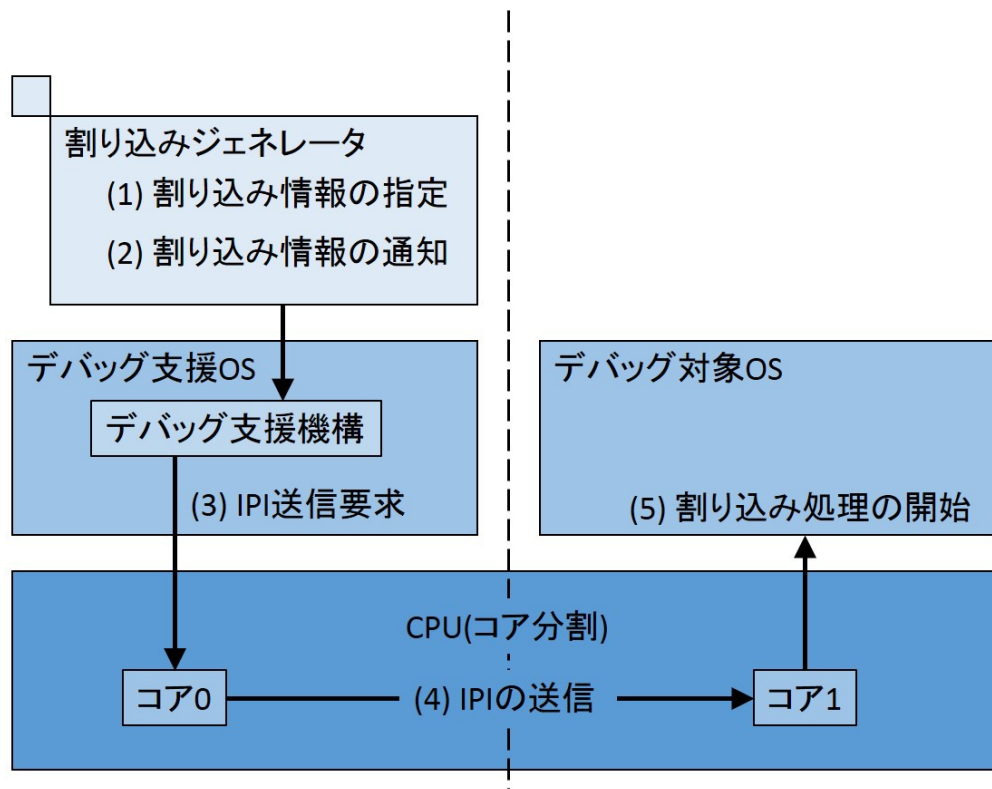 割り込みジェネレータ
(1) 割り込み情報の指定
(2) 割り込み情報の通知
デバッグ支援OS
デバッグ支援機構
(3) IPI送信要求
デバッグ対象OS
(5) 割り込み処理の開始
CPU(コア分割)
コア0
(4) IPIの送信
コア1